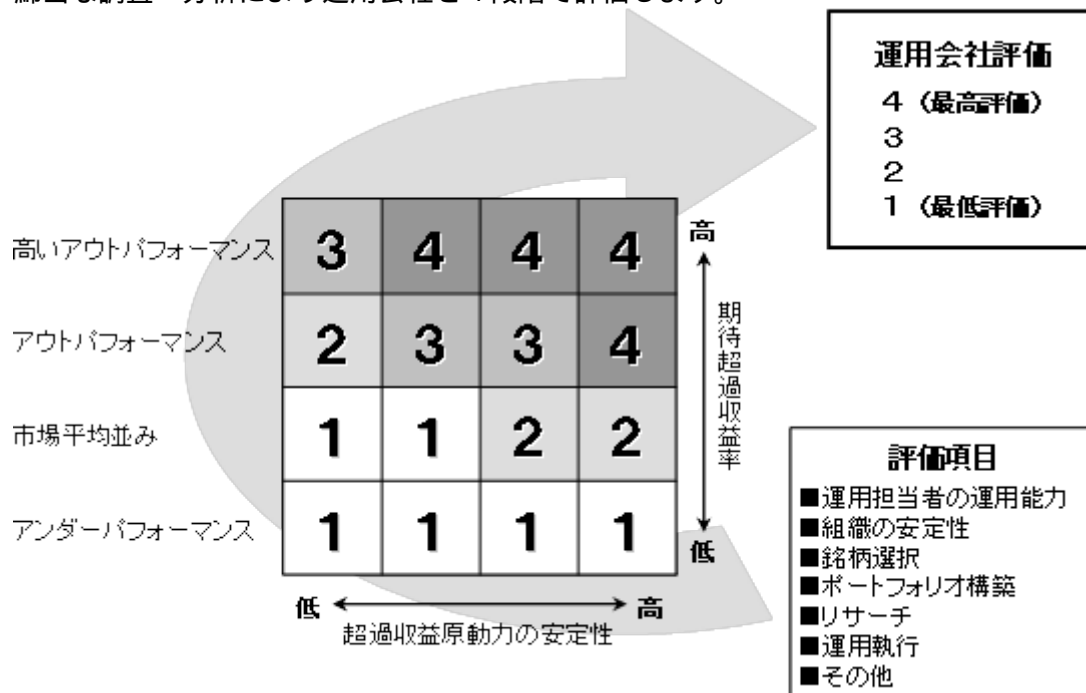 運用会社評価
4 (最高評価)
3
2
1 (最低評価)
高いアウトパフォーマンス 3 4 4 4
アウトパフォーマンス 2 3 3 4
市場平均並み 1 1 2 2
アンダーパフォーマンス 1 1 1 1
高
期待超過収益率
低
低 高
超過収益原動力の安定性
評価項目
■運用担当者の運用能力
■組織の安定性
■銘柄選択
■ポートフォリオ構築
■リサーチ
■運用執行
■その他